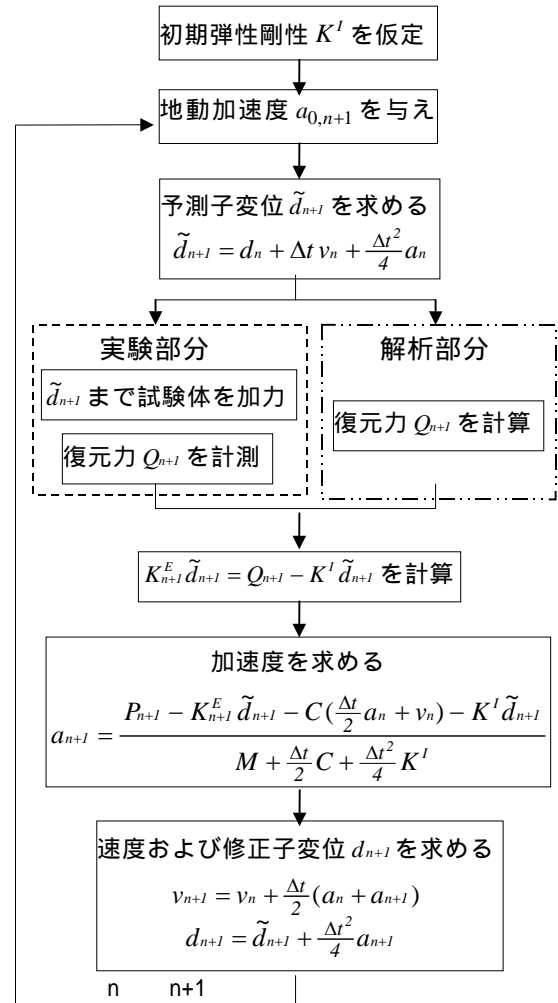 初期弾性剛性 K^I を仮定
地動加速度 a_{0,n+1} を与え
予測子変位 \tilde{d}_{n+1} を求める
\tilde{d}_{n+1} = d_n + Δt v_n + \frac{Δt^2}{4} a_n
実験部分
\tilde{d}_{n+1} まで試験体を加力
復元力 Q_{n+1} を計測
解析部分
復元力 Q_{n+1} を計算
K^E_{n+1} \tilde{d}_{n+1} = Q_{n+1} − K^I \tilde{d}_{n+1} を計算
加速度を求める
a_{n+1} = \frac{P_{n+1} − K^E_{n+1} \tilde{d}_{n+1} − C(\frac{Δt}{2} a_n + v_n) − K^I \tilde{d}_{n+1}}{M + \frac{Δt}{2} C + \frac{Δt^2}{4} K^I}
速度および修正子変位 d_{n+1} を求める
v_{n+1} = v_n + \frac{Δt}{2} (a_n + a_{n+1})
d_{n+1} = \tilde{d}_{n+1} + \frac{Δt^2}{4} a_{n+1}
n n+1